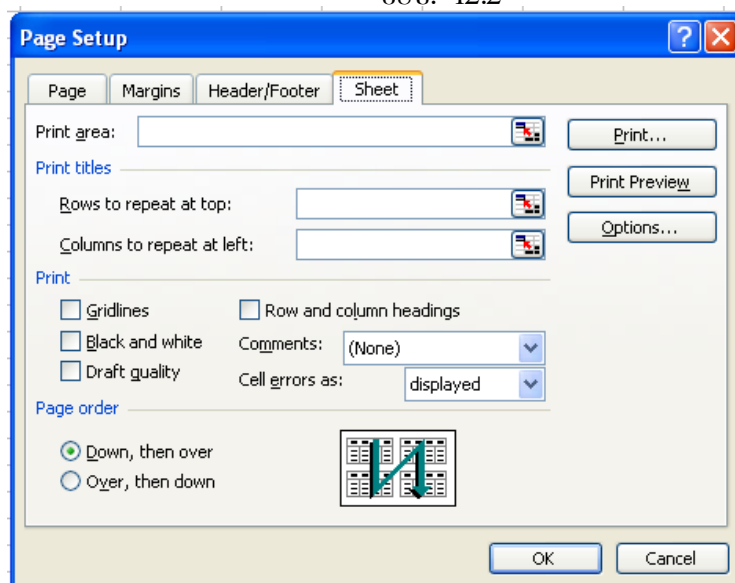 Page Setup
Page Margins Header/Footer Sheet
Print area:
Print...
Print titles
Print Preview
Rows to repeat at top:
Options...
Columns to repeat at left:
Print
Gridlines
Row and column headings
Black and white
Comments: (None)
Draft quality
Cell errors as: displayed
Page order
Down, then over
Over, then down
OK Cancel